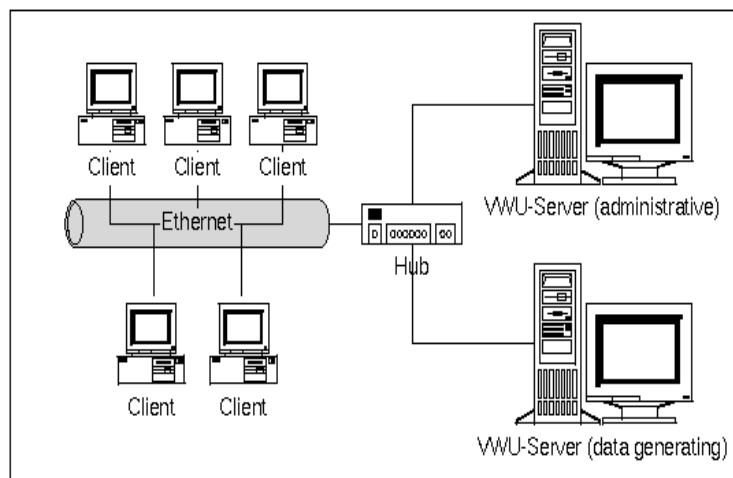 Client
Client
Client
VWU-Server (administrative)
Ethernet
Hub
Client
Client
VWU-Server (data generating)